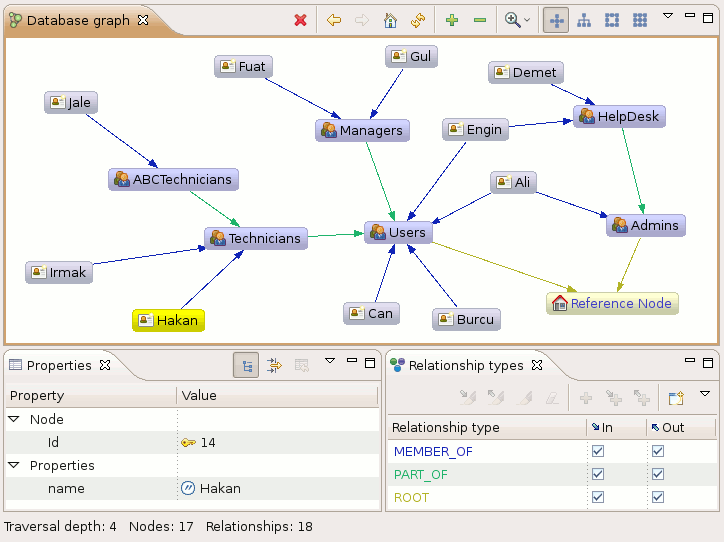 Database graph
Gul
Fuat
Demet
Jale
HelpDesk
Managers
Engin
ABCTechnicians
Ali
Admins
Users
Technicians
Irmak
Reference Node
Can
Hakan
Burcu
Properties
Property Value
Node
Id 14
Properties
name Hakan
Relationship types
Relationship type In Out
MEMBER_OF
PART_OF
ROOT
Traversal depth: 4 Nodes: 17 Relationships: 18